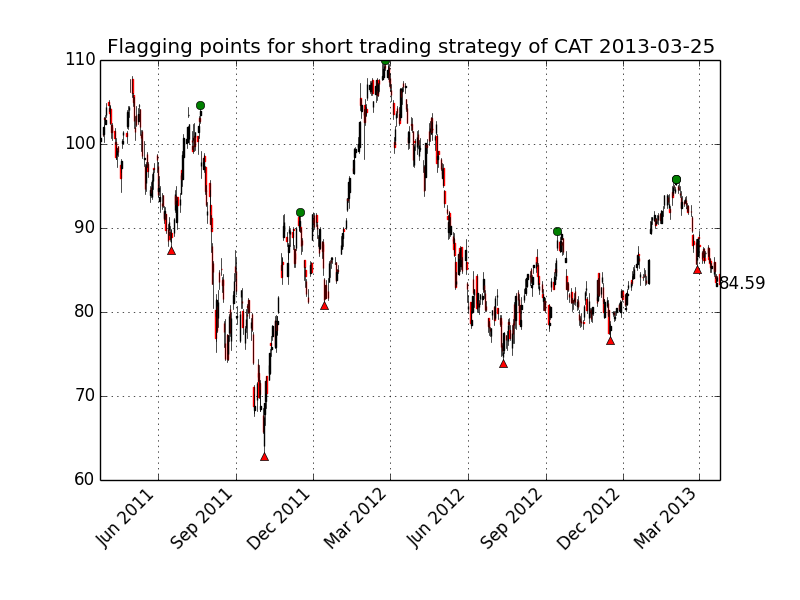 Flagging points for short trading strategy of CAT 2013-03-25
110
100
90
80
70
60
84.59
Jun 2011
Sep 2011
Dec 2011
Mar 2012
Jun 2012
Sep 2012
Dec 2012
Mar 2013